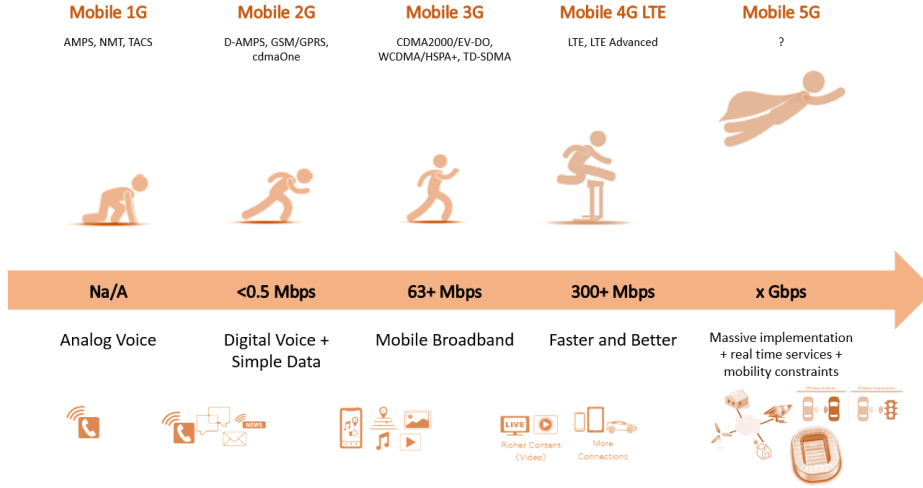 Mobile 1G
Mobile 2G
Mobile 3G
Mobile 4G LTE
Mobile 5G
AMPS, NMT, TACS
D-AMPS, GSM/GPRS,
cdmaOne
CDMA2000/EV-DO,
WCDMA/HSPA+, TD-SDMA
LTE, LTE Advanced
?
Na/A
<0.5 Mbps
63+ Mbps
300+ Mbps
x Gbps
Analog Voice
Digital Voice +
Simple Data
Mobile Broadband
Faster and Better
Massive implementation
+ real time services +
mobility constraints
NEWS
LIVE
Richer Content
(Video)
More
Connections